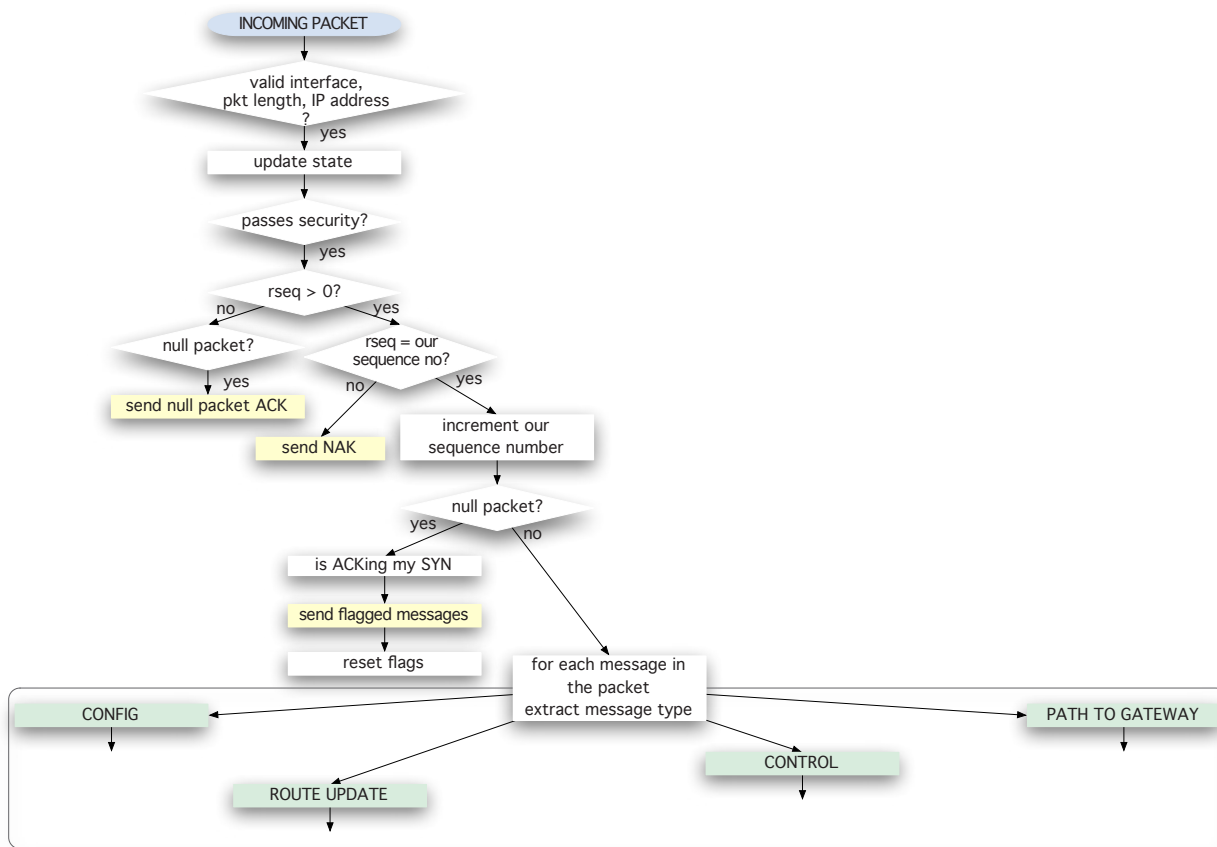 INCOMING PACKET
valid interface,
pkt length, IP address
?
yes
update state
passes security?
yes
rseq > 0?
no
yes
null packet?
rseq = our
sequence no?
yes
no
yes
send null packet ACK
send NAK
increment our
sequence number
null packet?
yes
no
is ACKing my SYN
send flagged messages
reset flags
for each message in
the packet
extract message type
CONFIG
PATH TO GATEWAY
CONTROL
ROUTE UPDATE